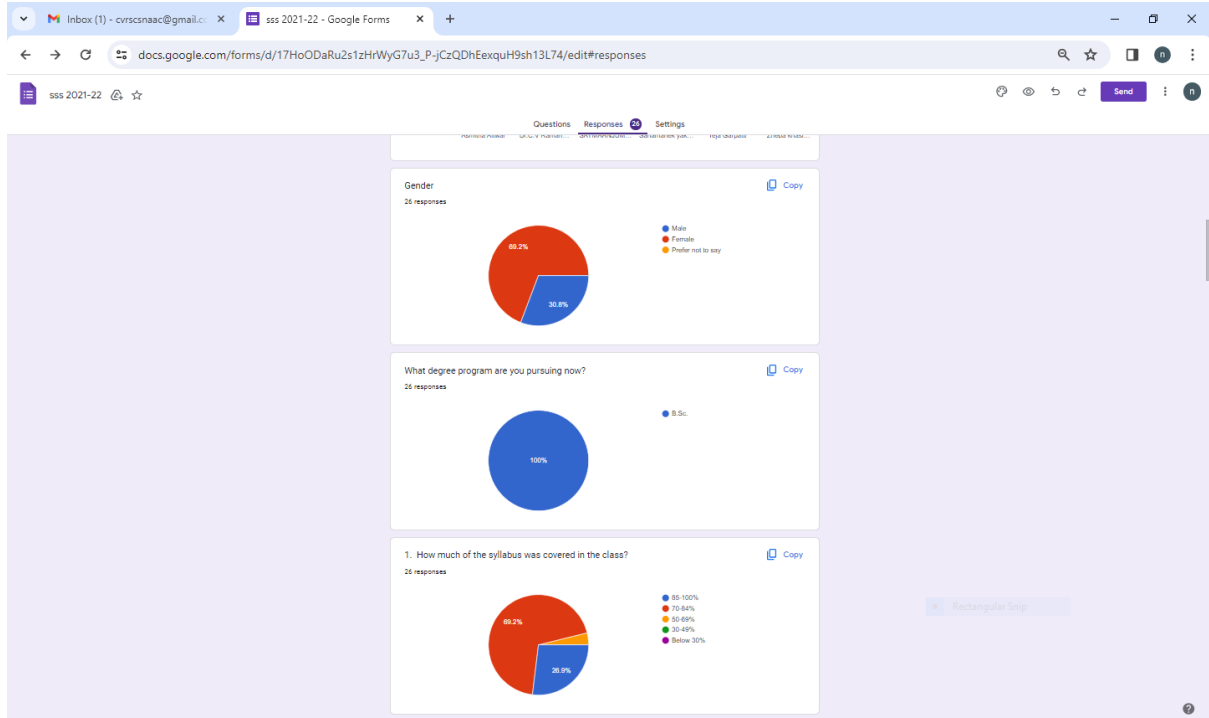 Inbox (1) - cvrscsnaac@gmail.c
sss 2021-22 - Google Forms
docs.google.com/forms/d/17HoODaRu2s1zHrWyG7u3_P-jCzQDhEexquH9sh13L74/edit#responses
n
sss 2021-22
Send
n
Questions Responses 26 Settings
Gender
Copy
26 responses
Male
Female
Prefer not to say
69.2%
30.8%
What degree program are you pursuing now?
Copy
26 responses
B.Sc.
100%
1. How much of the syllabus was covered in the class?
Copy
26 responses
85-100%
70-84%
50-69%
30-49%
Below 30%
69.2%
26.9%
Rectangular Snip